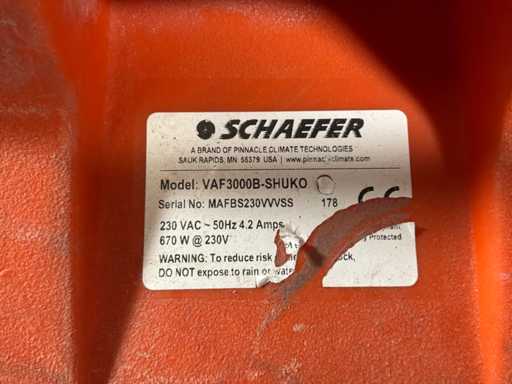 SCHAEFER
A BRAND OF PINNACLE CLIMATE TECHNOLOGIES
SAUK RAPIDS, MN 56379 USA | www.pinnacleclimate.com
Model: VAF3000B-SHUKO
Serial No: MAFBS230VVVSS 178
CE
230 VAC ~ 50Hz 4.2 Amps
670 W @ 230V
Protected
WARNING: To reduce risk
DO NOT expose to rain or